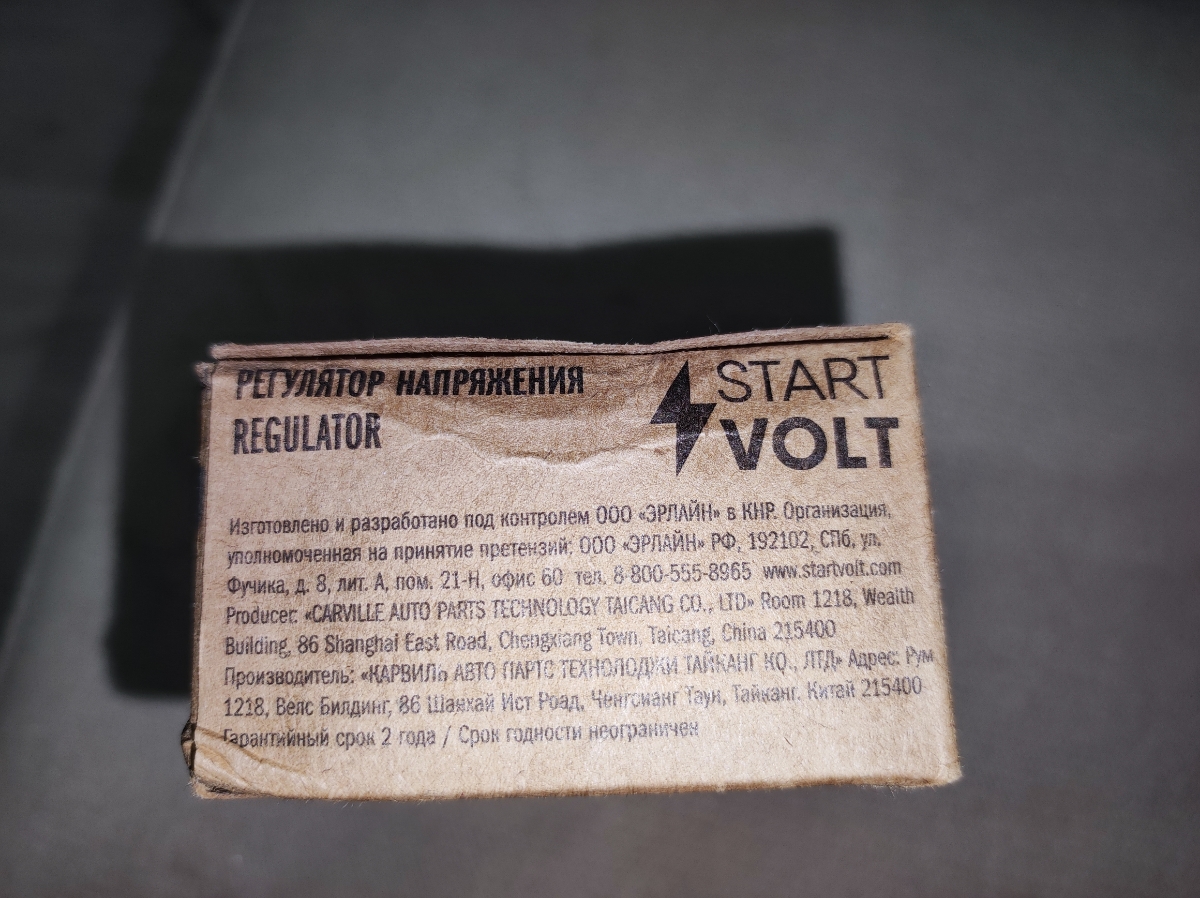 РЕГУЛЯТОР НАПРЯЖЕНИЯ
REGULATOR
START
VOLT
Изготовлено и разработано под контролем ООО «ЭРЛАЙН» в КНР. Организация,
уполномоченная на принятие претензий: ООО «ЭРЛАЙН» РФ, 192102, СПб, ул.
Фучика, д. 8, лит. А, пом. 21-Н, офис 60 тел. 8-800-555-8965 www.startvolt.com
Producer: «CARVILLE AUTO PARTS TECHNOLOGY TAICANG CO., LTD» Room 1218, Wealth
Building, 86 Shanghai East Road, Chengxiang Town, Taicang, China 215400
Производитель: «КАРВИЛЬ АВТО ПАРТС ТЕХНОЛОДЖИ ТАЙКАНГ КО., ЛТД» Адрес: Рум
1218, Велс Билдинг, 86 Шанхай Ист Роад, Ченгсианг Таун, Тайканг, Китай 215400
Гарантийный срок 2 года / Срок годности неограничен